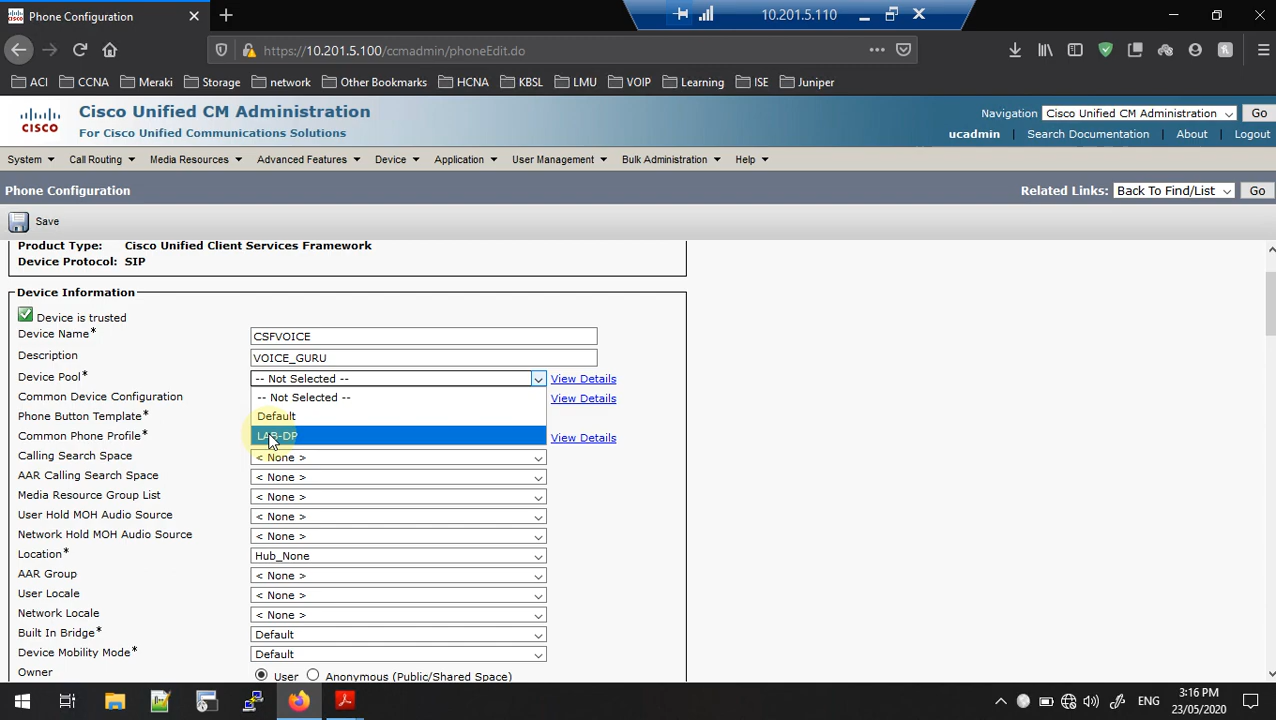 Phone Configuration
10.201.5.110
https://10.201.5.100/ccmadmin/phoneEdit.do
ACI CCNA Meraki Storage network Other Bookmarks HCNA KBSL LMU VOIP Learning ISE Juniper
CISCO
Cisco Unified CM Administration
For Cisco Unified Communications Solutions
Navigation Cisco Unified CM Administration Go
ucadmin Search Documentation About Logout
System Call Routing Media Resources Advanced Features Device Application User Management Bulk Administration Help
Phone Configuration
Related Links: Back To Find/List Go
Save
Product Type: Cisco Unified Client Services Framework
Device Protocol: SIP
Device Information
Device is trusted
Device Name* CSFVOICE
Description VOICE_GURU
Device Pool* -- Not Selected -- View Details
-- Not Selected --
Default
LAB-DP
Common Device Configuration View Details
Phone Button Template*
Common Phone Profile* View Details
Calling Search Space < None >
AAR Calling Search Space < None >
Media Resource Group List < None >
User Hold MOH Audio Source < None >
Network Hold MOH Audio Source < None >
Location* Hub_None
AAR Group < None >
User Locale < None >
Network Locale < None >
Built In Bridge* Default
Device Mobility Mode* Default
Owner User Anonymous (Public/Shared Space)
ENG
3:16 PM
23/05/2020